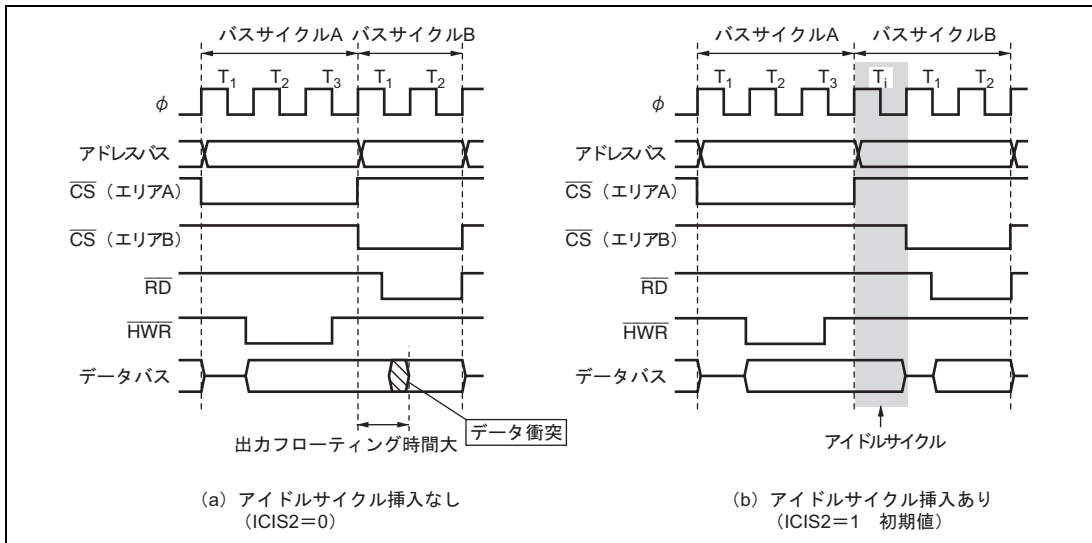 バスサイクルA バスサイクルB
T1 T2 T3 T1 T2
φ
アドレスバス
CS（エリアA）
CS（エリアB）
RD
HWR
データバス
データ衝突
出力フローティング時間大
(a) アイドルサイクル挿入なし
（ICIS2＝0）
バスサイクルA バスサイクルB
T1 T2 T3 Ti T1 T2
φ
アドレスバス
CS（エリアA）
CS（エリアB）
RD
HWR
データバス
アイドルサイクル
(b) アイドルサイクル挿入あり
（ICIS2＝1 初期値）